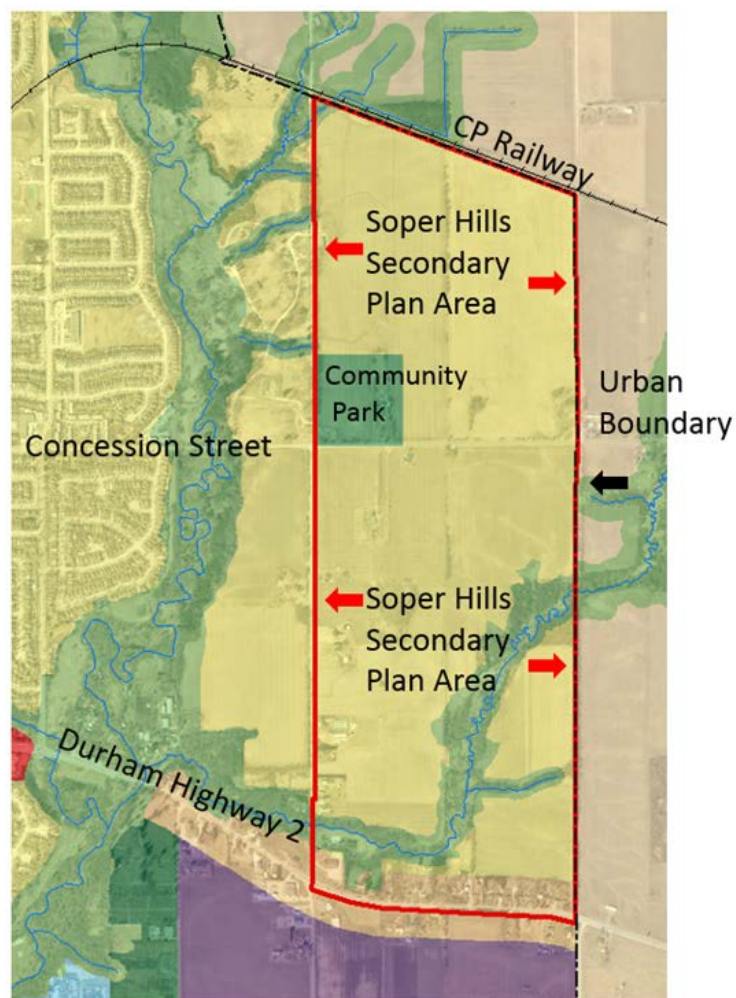 CP Railway
Soper Hills
Secondary
Plan Area
Community
Park
Urban
Boundary
Concession Street
Soper Hills
Secondary
Plan Area
Durham Highway 2